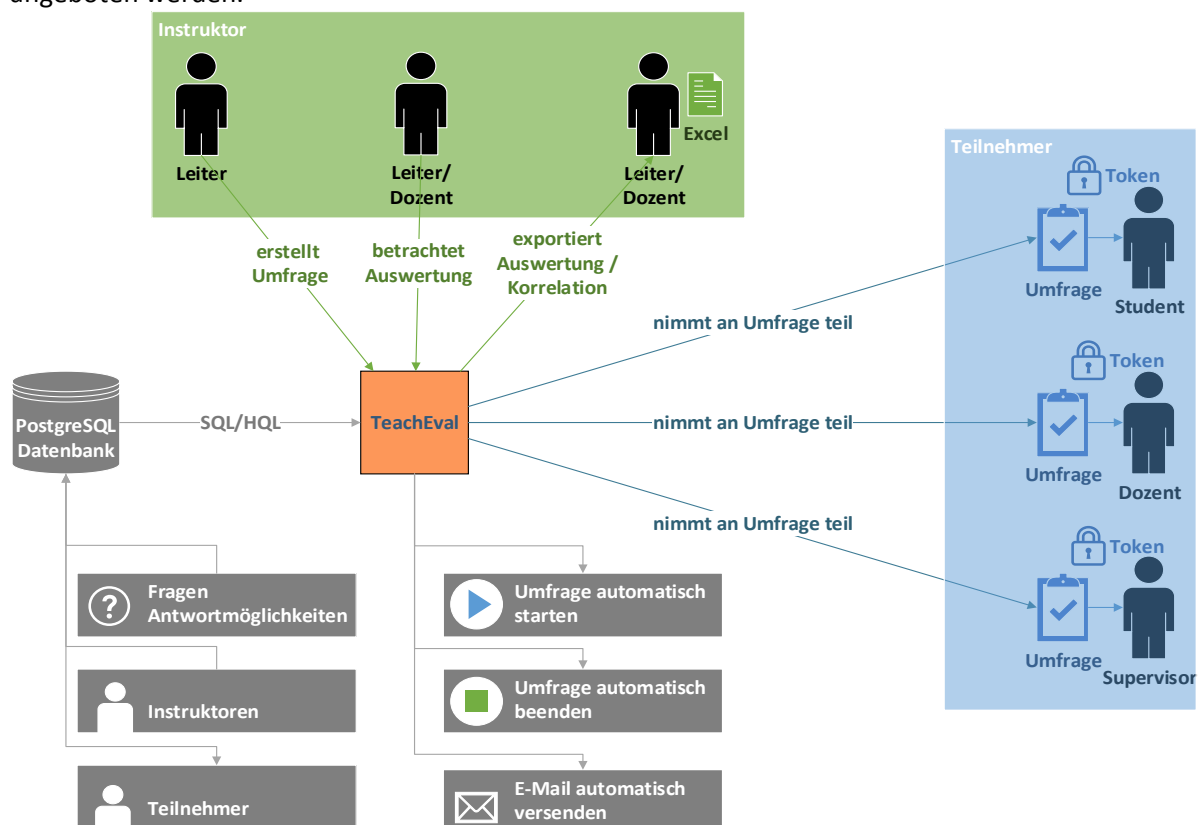 angeboten werden.
Instruktor
Excel
Leiter
Leiter/
Dozent
Leiter/
Dozent
erstellt
Umfrage
betrachtet
Auswertung
exportiert
Auswertung /
Korrelation
Teilnehmer
Token
Umfrage
Student
nimmt an Umfrage teil
Token
Umfrage
Dozent
nimmt an Umfrage teil
Token
Umfrage
Supervisor
nimmt an Umfrage teil
PostgreSQL
Datenbank
SQL/HQL
TeachEval
Fragen
Antwortmöglichkeiten
Instruktoren
Teilnehmer
Umfrage automatisch
starten
Umfrage automatisch
beenden
E-Mail automatisch
versenden